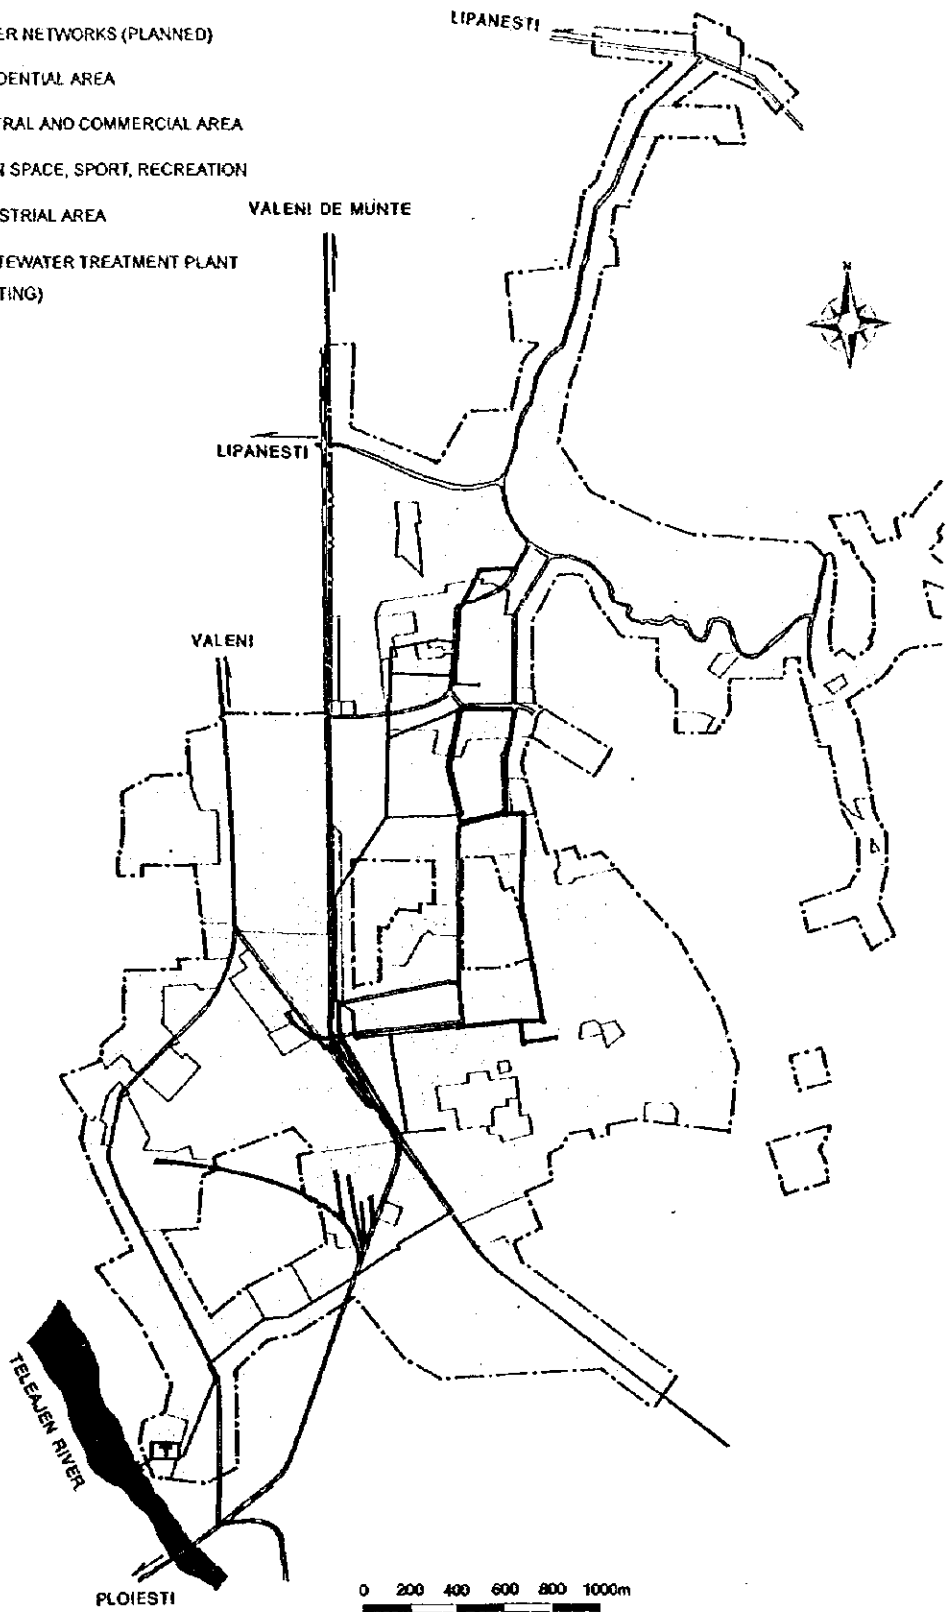 LIPANESTI
ER NETWORKS (PLANNED)
DENTIAL AREA
TRAL AND COMMERCIAL AREA
N SPACE, SPORT, RECREATION
STRIAL AREA
TEWATER TREATMENT PLANT
TING)
VALENI DE MUNTE
N
LIPANESTI
VALENI
TELEAJEN RIVER
PLOIESTI
0 200 400 600 800 1000m